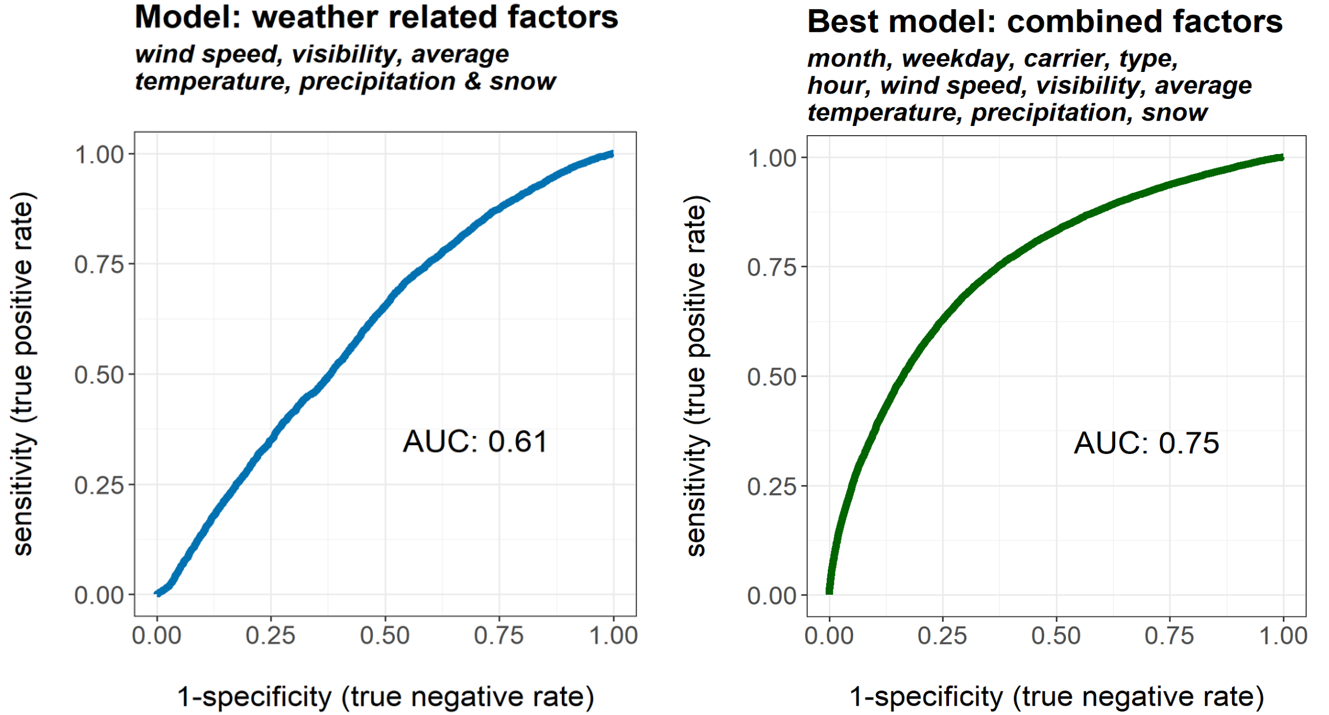 Model: weather related factors
wind speed, visibility, average
temperature, precipitation & snow
1.00
0.75
0.50
0.25
0.00
sensitivity (true positive rate)
AUC: 0.61
0.00 0.25 0.50 0.75 1.00
1-specificity (true negative rate)
Best model: combined factors
month, weekday, carrier, type,
hour, wind speed, visibility, average
temperature, precipitation, snow
1.00
0.75
0.50
0.25
0.00
sensitivity (true positive rate)
AUC: 0.75
0.00 0.25 0.50 0.75 1.00
1-specificity (true negative rate)